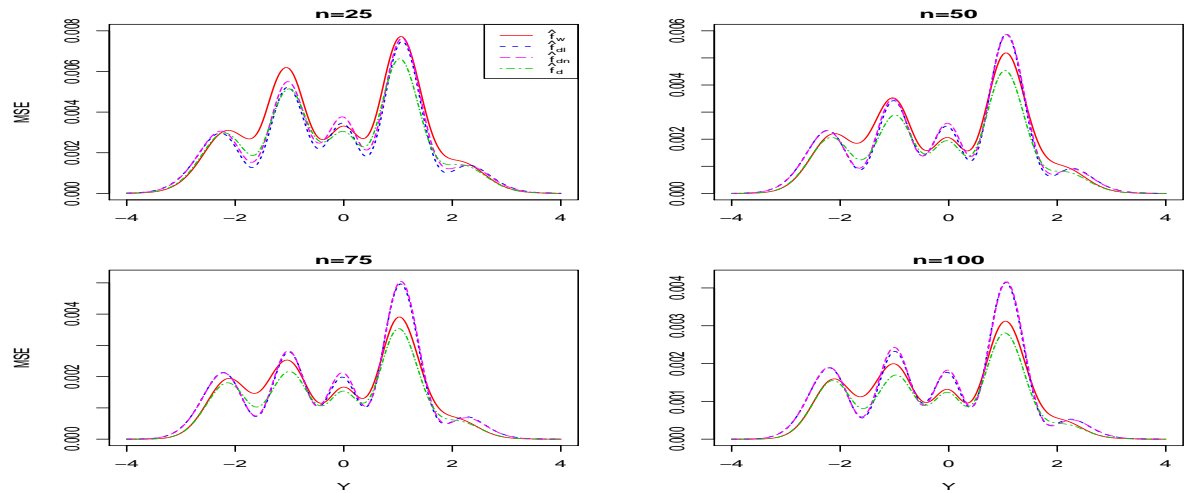 n=25
MSE
0.000 0.002 0.004 0.006 0.008
−4 −2 0 2 4
f̂w
f̂dl
f̂dn
f̂d
n=50
0.000 0.002 0.004 0.006
−4 −2 0 2 4
n=75
MSE
0.000 0.002 0.004
−4 −2 0 2 4
Y
n=100
0.000 0.001 0.002 0.003 0.004
−4 −2 0 2 4
Y